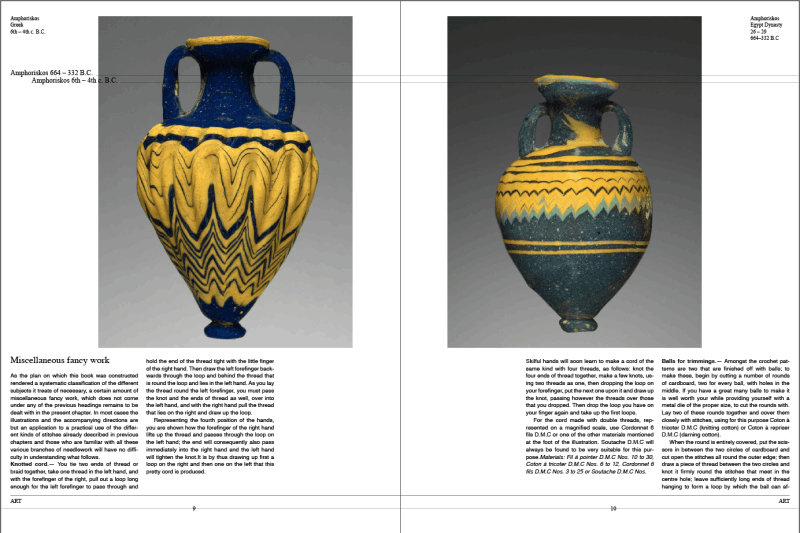 Amphoriskos
Greek
6th – 4th c. B.C.
Amphoriskos 664 – 332 B.C.
Amphoriskos 6th – 4th c. B.C.
Miscellaneous fancy work
As the plan on which this book was constructed
rendered a systematic classification of the different
subjects it treats of necessary, a certain amount of
miscellaneous fancy work, which does not come
under any of the previous headings remains to be
dealt with in the present chapter. In most cases the
illustrations and the accompanying directions are
but an application to a practical use of the differ-
ent kinds of stitches already described in previous
chapters and those who are familiar with all these
various branches of needlework will have no diffi-
culty in understanding what follows.
Knotted cord.— You tie two ends of thread or
braid together, take one thread in the left hand, and
with the forefinger of the right, pull out a loop long
enough for the left forefinger to pass through and
hold the end of the thread tight with the little finger
of the right hand. Then draw the left forefinger back-
wards through the loop and behind the thread that
is round the loop and lies in the left hand. As you lay
the thread round the left forefinger, you must pass
the knot and the ends of thread as well, over into
the left hand, and with the right hand pull the thread
that lies on the right and draw up the loop.
Representing the fourth position of the hands,
you are shown how the forefinger of the right hand
lifts up the thread and passes through the loop on
the left hand; the end will consequently also pass
immediately into the right hand and the left hand
will tighten the knot.It is by thus drawing up first a
loop on the right and then one on the left that this
pretty cord is produced.
ART
9
Amphoriskos
Egypt Dynasty
26 – 29
664–332 B.C
Skilful hands will soon learn to make a cord of the
same kind with four threads, as follows: knot the
four ends of thread together, make a few knots, us-
ing two threads as one, then dropping the loop on
your forefinger, put the next one upon it and draw up
the knot, passing however the threads over those
that you dropped. Then drop the loop you have on
your finger again and take up the first loops.
For the cord made with double threads, rep-
resented on a magnified scale, use Cordonnet 6
fils D.M.C or one of the other materials mentioned
at the foot of the illustration. Soutache D.M.C will
always be found to be very suitable for this pur-
pose.Materials: Fil à pointer D.M.C Nos. 10 to 30,
Coton à tricoter D.M.C Nos. 6 to 12, Cordonnet 6
fils D.M.C Nos. 3 to 25 or Soutache D.M.C Nos.
Balls for trimmings.— Amongst the crochet pat-
terns are two that are finished off with balls; to
make these, begin by cutting a number of rounds
of cardboard, two for every ball, with holes in the
middle. If you have a great many balls to make it
is well worth your while providing yourself with a
metal die of the proper size, to cut the rounds with.
Lay two of these rounds together and cover them
closely with stitches, using for this purpose Coton à
tricoter D.M.C (knitting cotton) or Coton à repriser
D.M.C (darning cotton).
When the round is entirely covered, put the scis-
sors in between the two circles of cardboard and
cut open the stitches all round the outer edge; then
draw a piece of thread between the two circles and
knot it firmly round the stitches that meet in the
centre hole; leave sufficiently long ends of thread
hanging to form a loop by which the ball can af-
ART
10